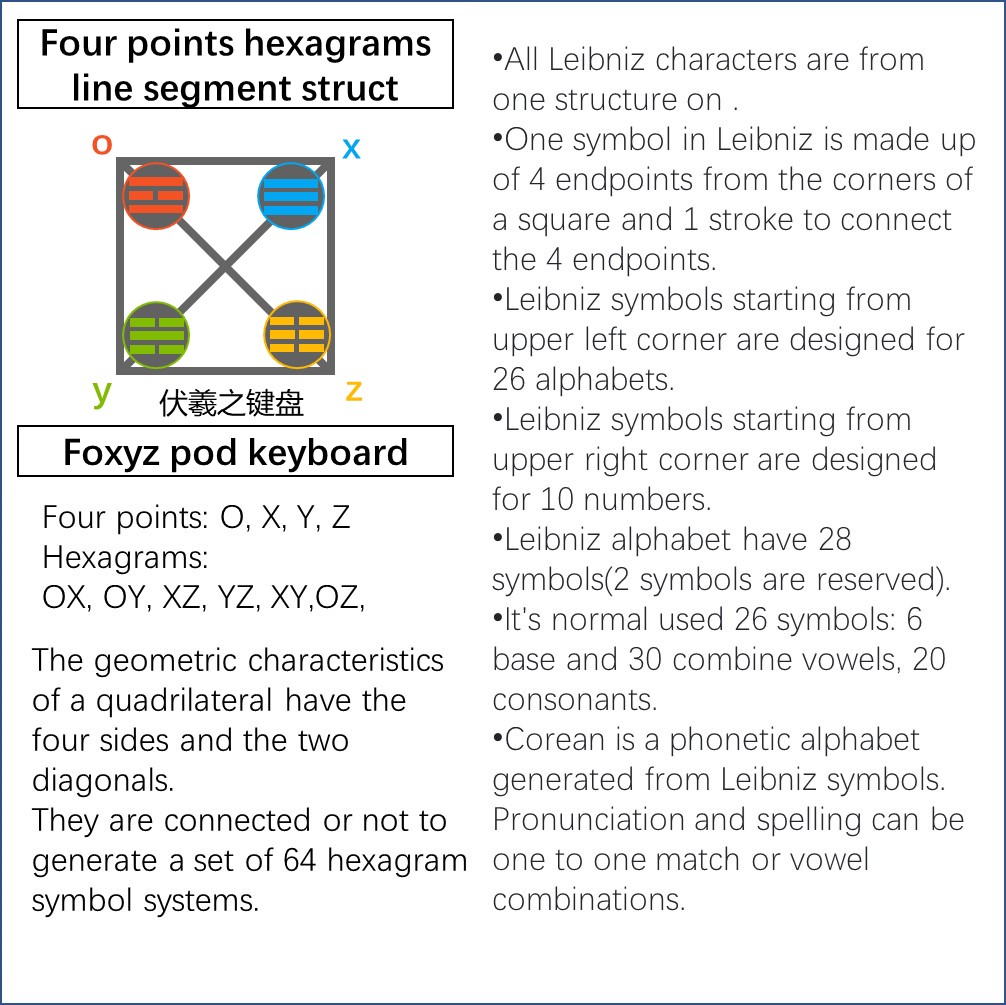 Four points hexagrams
line segment struct
o
x
y
z
伏羲之键盘
Foxyz pod keyboard
Four points: O, X, Y, Z
Hexagrams:
OX, OY, XZ, YZ, XY,OZ,
The geometric characteristics
of a quadrilateral have the
four sides and the two
diagonals.
They are connected or not to
generate a set of 64 hexagram
symbol systems.
•All Leibniz characters are from
one structure on .
•One symbol in Leibniz is made up
of 4 endpoints from the corners of
a square and 1 stroke to connect
the 4 endpoints.
•Leibniz symbols starting from
upper left corner are designed for
26 alphabets.
•Leibniz symbols starting from
upper right corner are designed
for 10 numbers.
•Leibniz alphabet have 28
symbols(2 symbols are reserved).
•It's normal used 26 symbols: 6
base and 30 combine vowels, 20
consonants.
•Corean is a phonetic alphabet
generated from Leibniz symbols.
Pronunciation and spelling can be
one to one match or vowel
combinations.